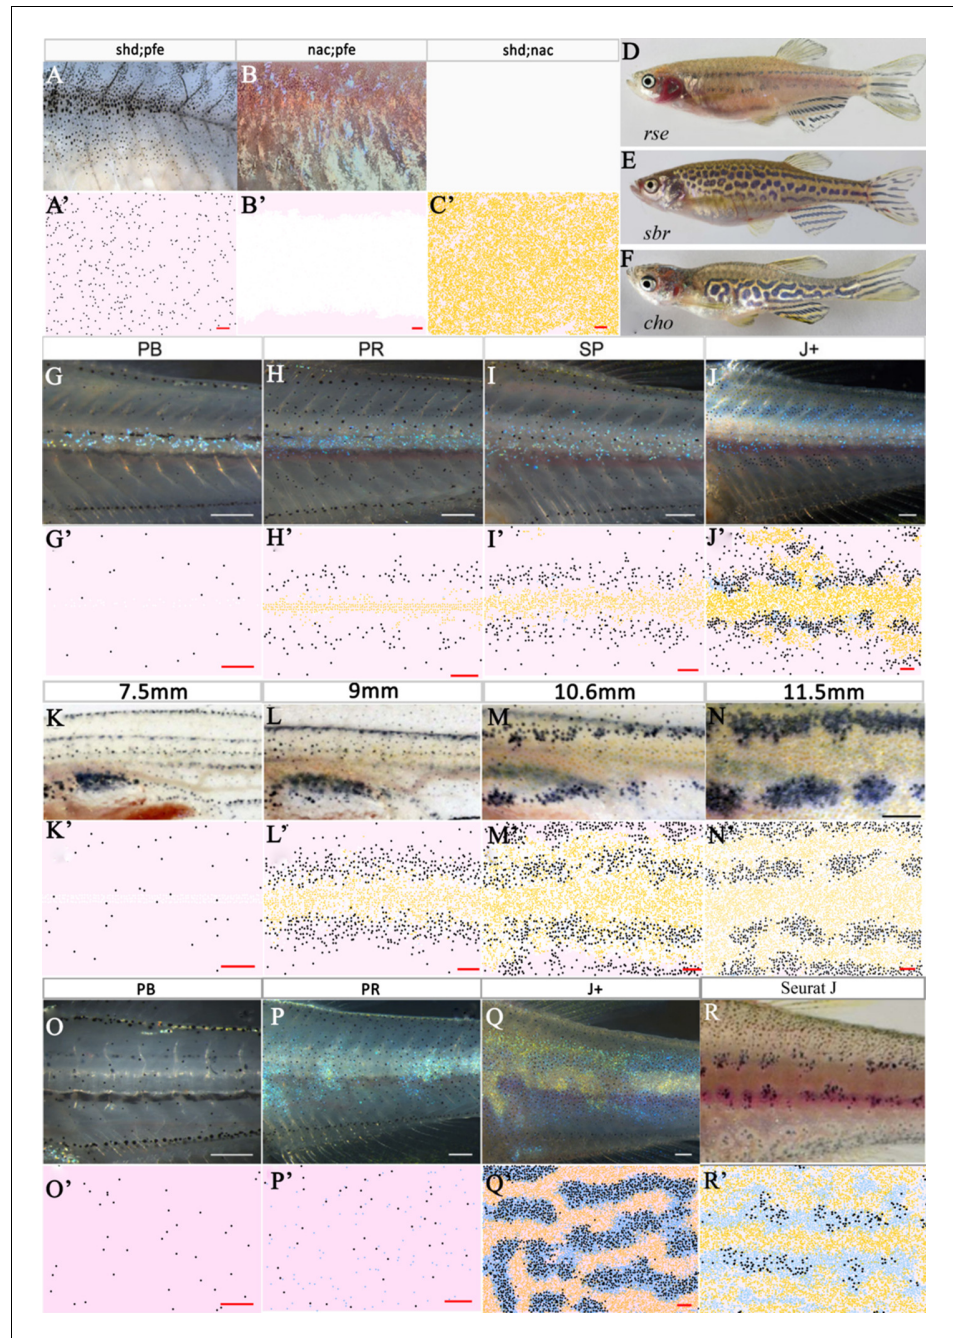 shd;pfe nac;pfe shd;nac
A B D
rse
E
sbr
A’ B’ C’
F
cho
PB PR SP J+
G H I J
G’ H’ I’ J’
7.5mm 9mm 10.6mm 11.5mm
K L M N
K’ L’ M’ N’
PB PR J+ Seurat J
O P Q R
O’ P’ Q’ R’